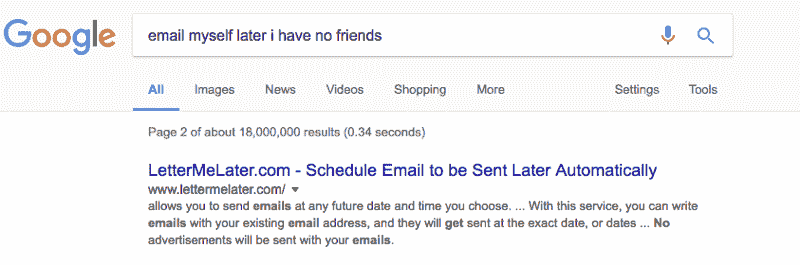 Google
email myself later i have no friends
All Images News Videos Shopping More Settings Tools
Page 2 of about 18,000,000 results (0.34 seconds)
LetterMeLater.com - Schedule Email to be Sent Later Automatically
www.lettermelater.com/
allows you to send emails at any future date and time you choose. ... With this service, you can write
emails with your existing email address, and they will get sent at the exact date, or dates ... No
advertisements will be sent with your emails.